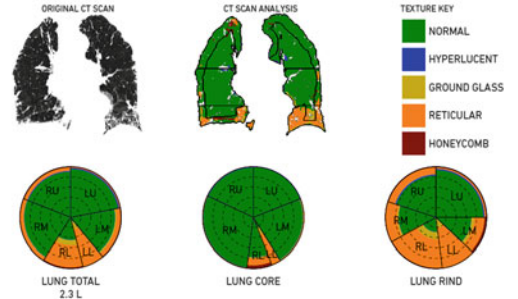 ORIGINAL CT SCAN
CT SCAN ANALYSIS
TEXTURE KEY
NORMAL
HYPERLUCENT
GROUND GLASS
RETICULAR
HONEYCOMB
RU
LU
RM
LM
RL
LL
LUNG TOTAL
2.3 L
RU
LU
RM
LM
RL
LL
LUNG CORE
RU
LU
RM
LM
RL
LL
LUNG RIND